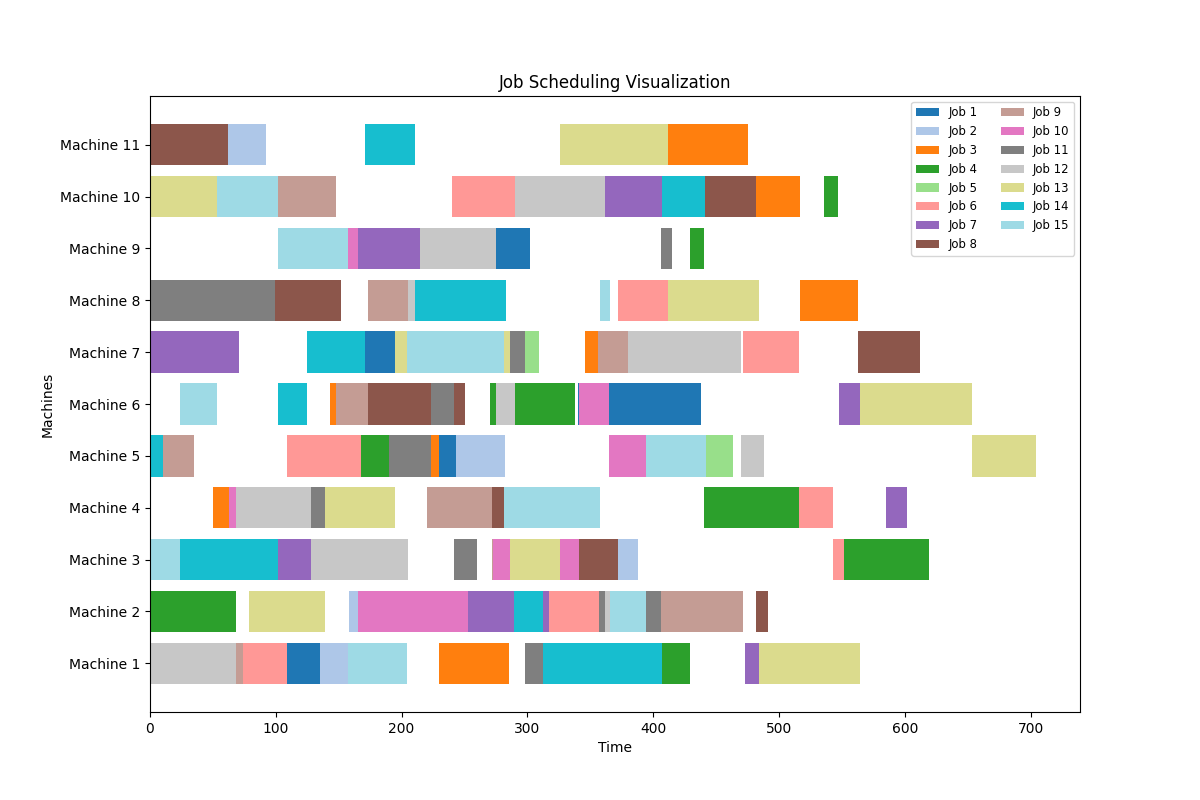 Job Scheduling Visualization
Machine 11
Machine 10
Machine 9
Machine 8
Machine 7
Machine 6
Machine 5
Machine 4
Machine 3
Machine 2
Machine 1
Machines
0 100 200 300 400 500 600 700
Time
Job 1
Job 2
Job 3
Job 4
Job 5
Job 6
Job 7
Job 8
Job 9
Job 10
Job 11
Job 12
Job 13
Job 14
Job 15